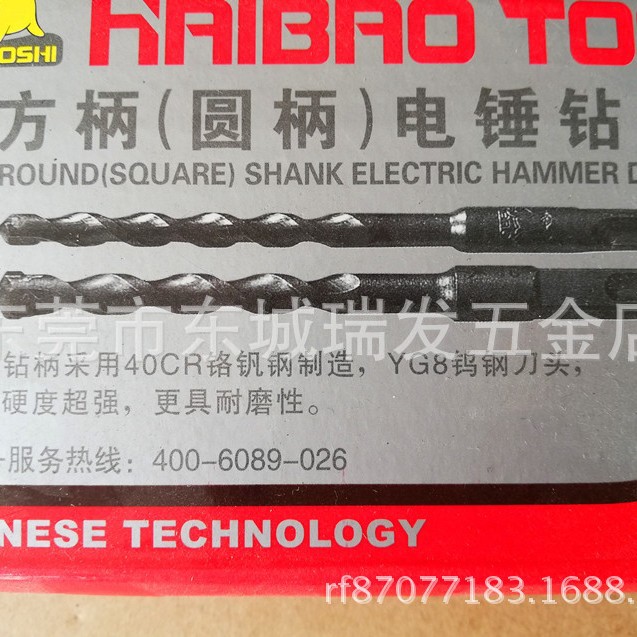 OSHI
HAIBAO TO
方柄(圆柄)电锤钻
ROUND(SQUARE) SHANK ELECTRIC HAMMER D
东莞市东城瑞发五金店
钻柄采用40CR铬钒钢制造，YG8钨钢刀头，
硬度超强，更具耐磨性。
服务热线：400-6089-026
NESE TECHNOLOGY
rf87077183.1688.